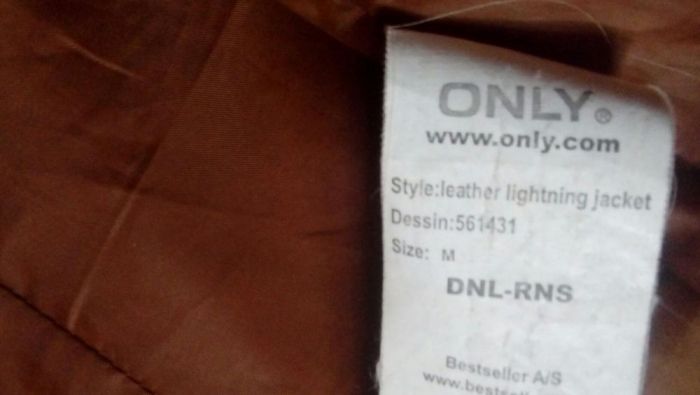 ONLY®
www.only.com
Style:leather lightning jacket
Dessin:561431
Size: M
DNL-RNS
Bestseller A/S